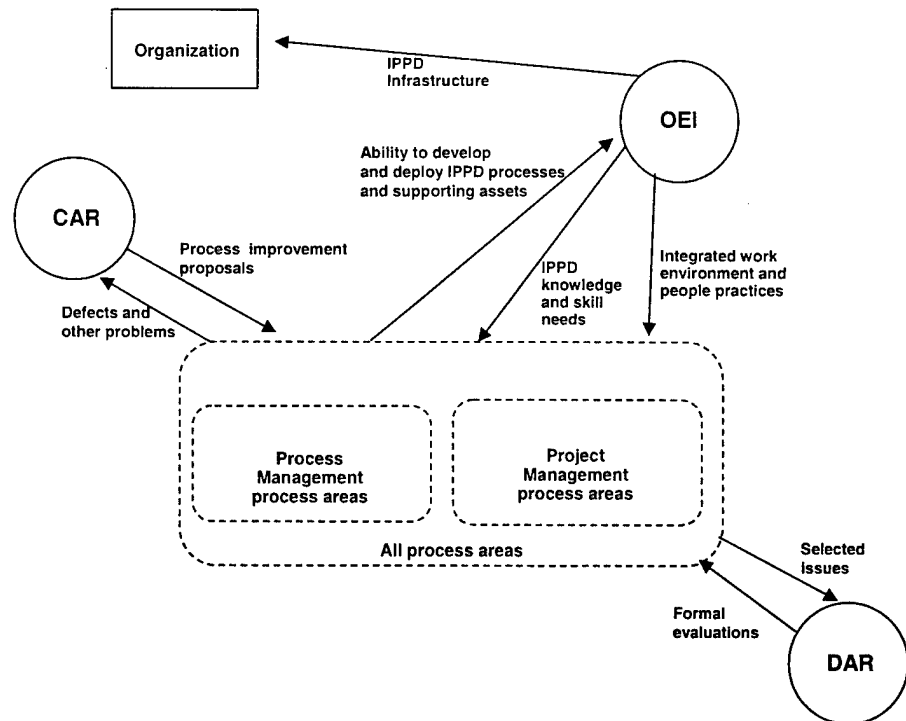 Organization
IPPD
Infrastructure
OEI
Ability to develop
and deploy IPPD processes
and supporting assets
CAR
Process improvement
proposals
Integrated work
environment and
people practices
IPPD
knowledge
and skill
needs
Defects and
other problems
Process
Management
process areas
Project
Management
process areas
All process areas
Selected
issues
Formal
evaluations
DAR